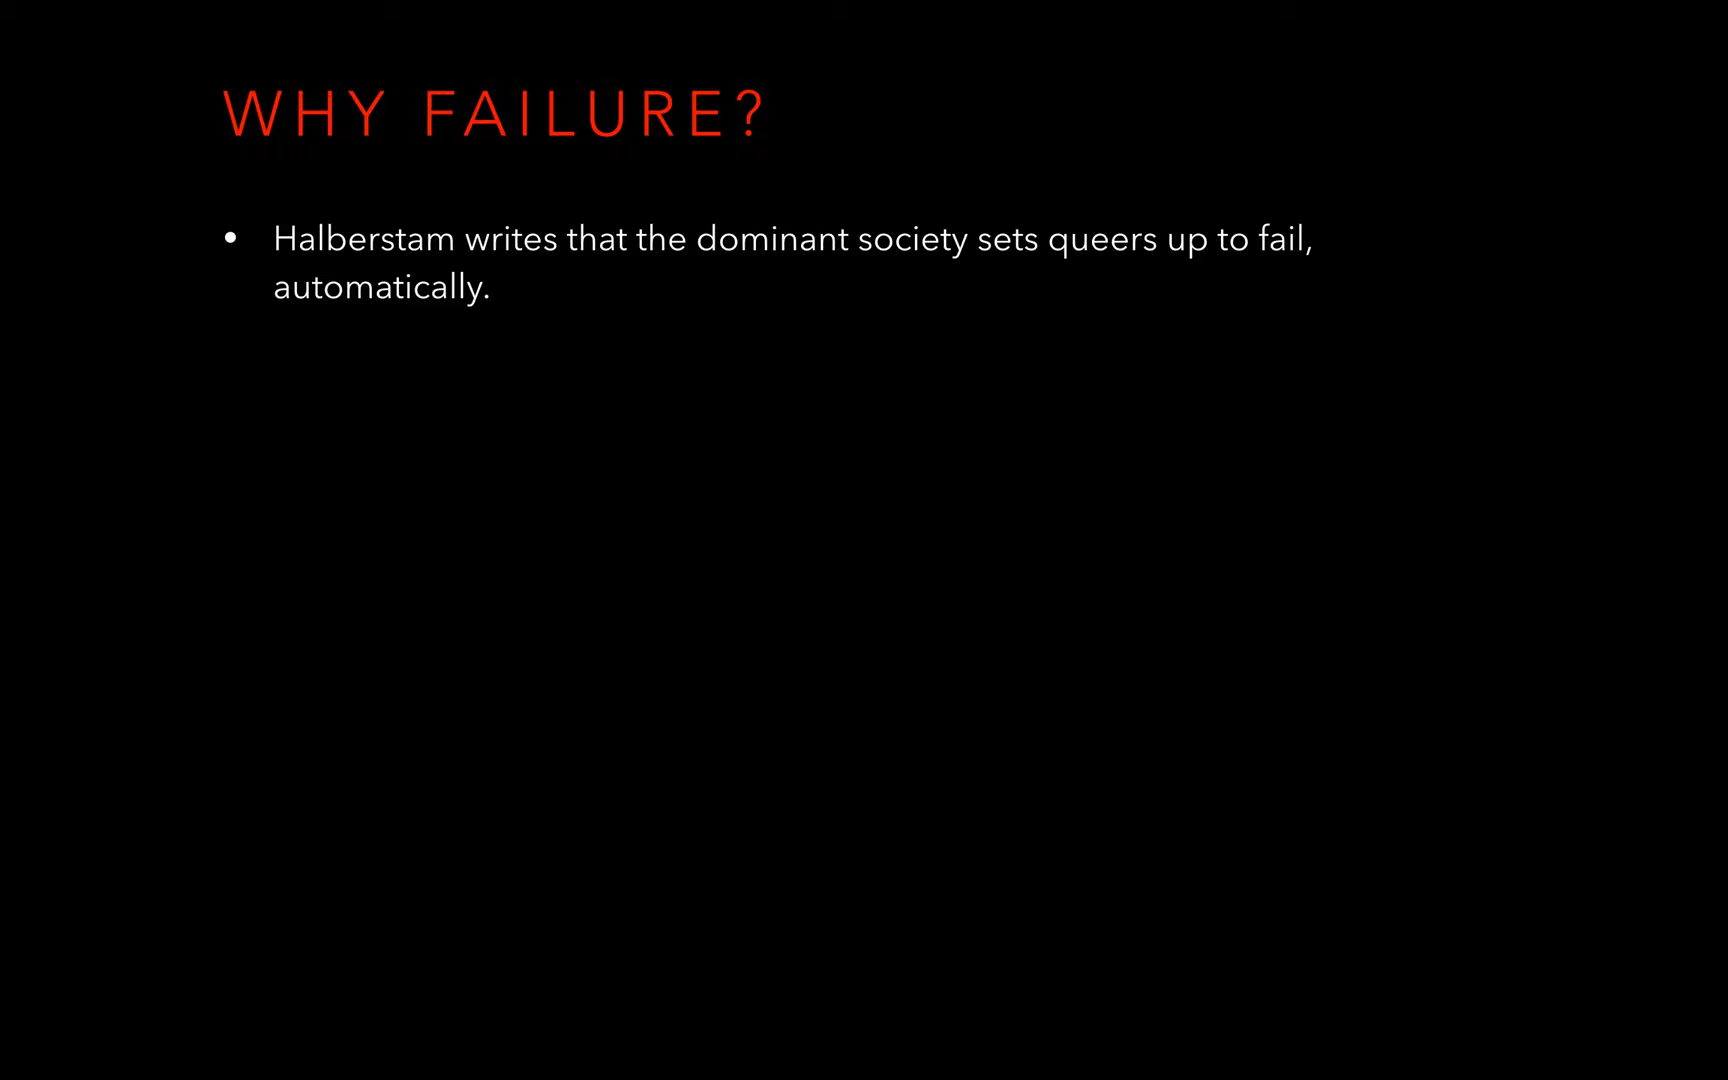 WHY FAILURE?
• Halberstam writes that the dominant society sets queers up to fail,
automatically.